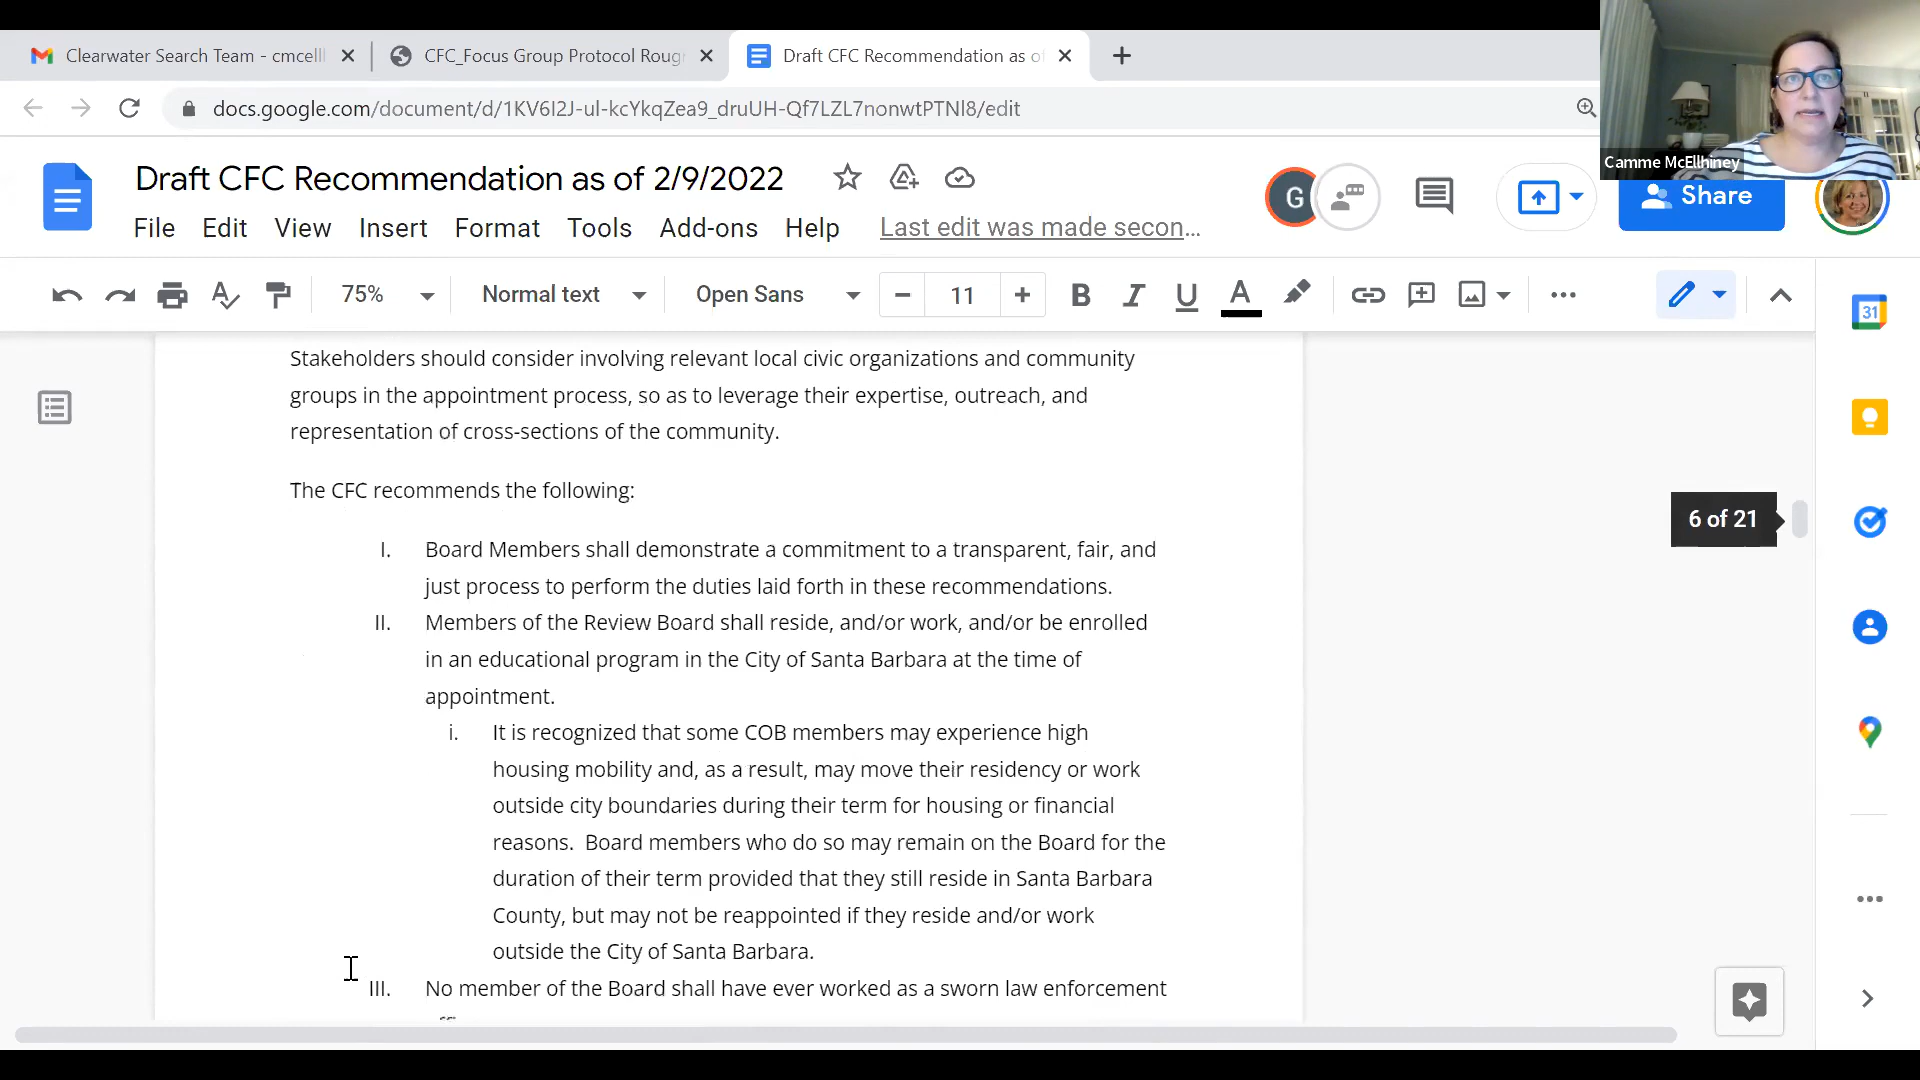 Clearwater Search Team - cmcelll
CFC_Focus Group Protocol Roug
Draft CFC Recommendation as of
docs.google.com/document/d/1KV6I2J-ul-kcYkqZea9_druUH-Qf7LZL7nonwtPTNl8/edit
Camme McEllhiney
Draft CFC Recommendation as of 2/9/2022
G
Share
File Edit View Insert Format Tools Add-ons Help Last edit was made secon...
75% Normal text Open Sans 11 B I U A
31
Stakeholders should consider involving relevant local civic organizations and community
groups in the appointment process, so as to leverage their expertise, outreach, and
representation of cross-sections of the community.
The CFC recommends the following:
6 of 21
I. Board Members shall demonstrate a commitment to a transparent, fair, and
just process to perform the duties laid forth in these recommendations.
II. Members of the Review Board shall reside, and/or work, and/or be enrolled
in an educational program in the City of Santa Barbara at the time of
appointment.
i. It is recognized that some COB members may experience high
housing mobility and, as a result, may move their residency or work
outside city boundaries during their term for housing or financial
reasons.  Board members who do so may remain on the Board for the
duration of their term provided that they still reside in Santa Barbara
County, but may not be reappointed if they reside and/or work
outside the City of Santa Barbara.
III. No member of the Board shall have ever worked as a sworn law enforcement